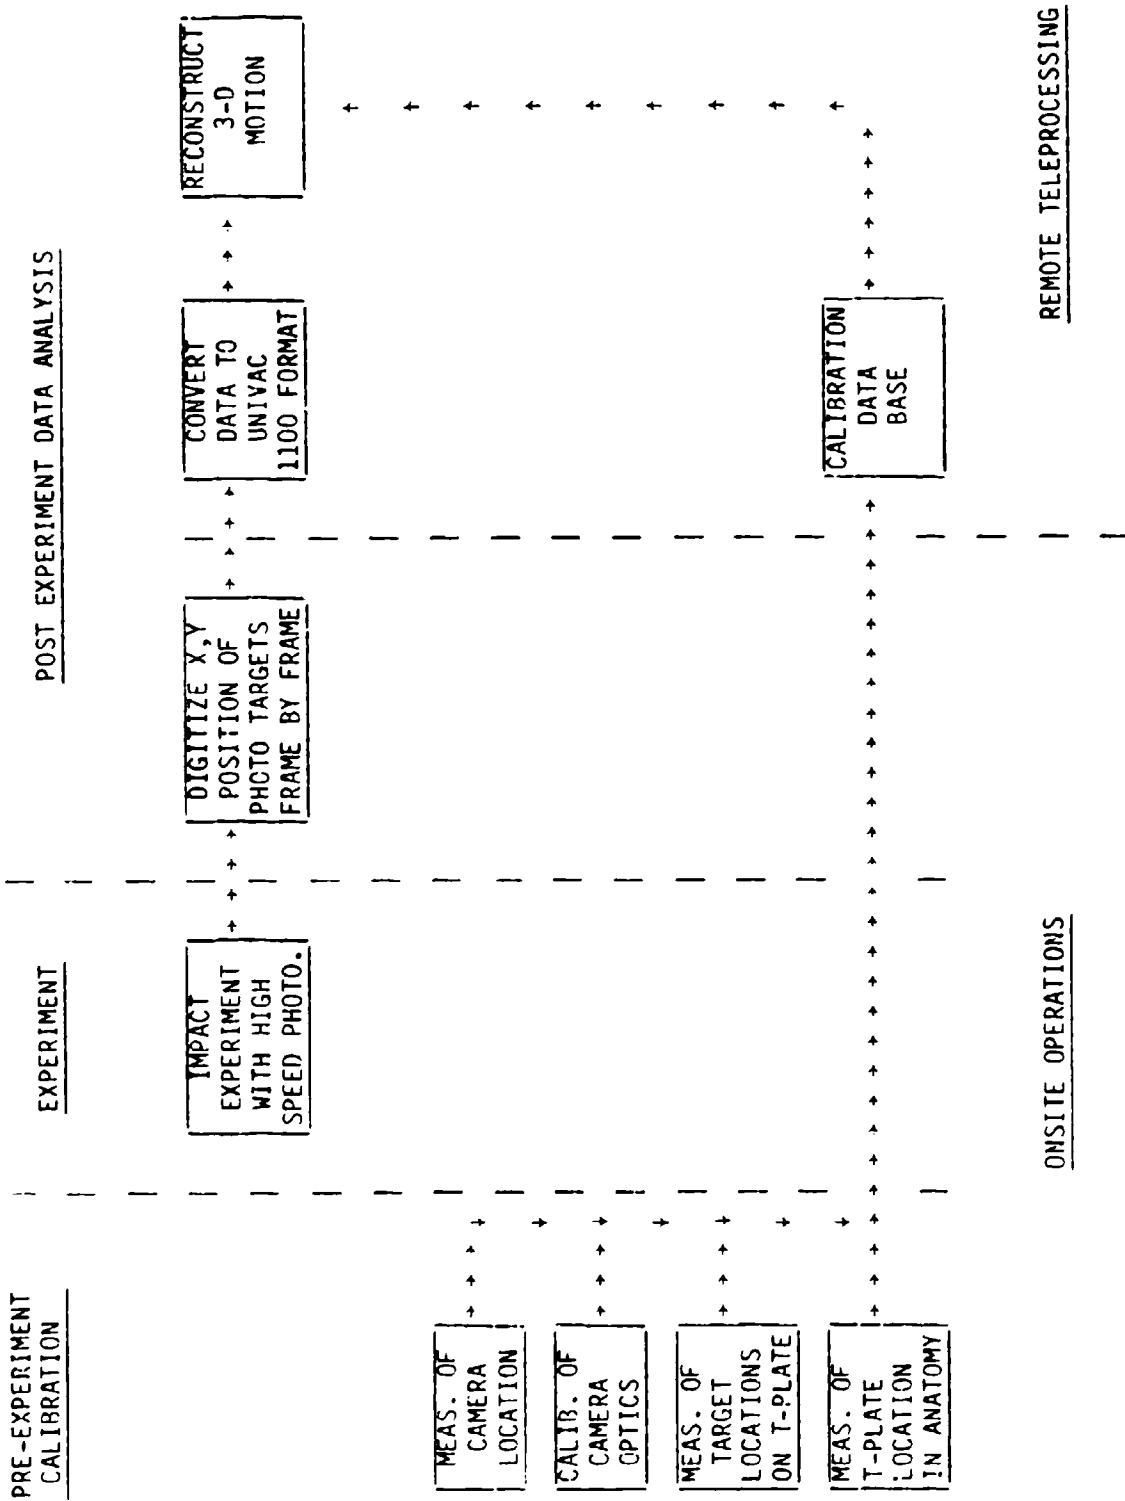 PRE-EXPERIMENT
CALIBRATION
EXPERIMENT
POST EXPERIMENT DATA ANALYSIS
IMPACT
EXPERIMENT
WITH HIGH
SPEED PHOTO.
DIGITIZE X,Y
POSITION OF
PHOTO TARGETS
FRAME BY FRAME
CONVERT
DATA TO
UNIVAC
1100 FORMAT
RECONSTRUCT
3-D
MOTION
MEAS. OF
CAMERA
LOCATION
CALIB. OF
CAMERA
OPTICS
MEAS. OF
TARGET
LOCATIONS
ON T-PLATE
MEAS. OF
T-PLATE
LOCATION
IN ANATOMY
CALIBRATION
DATA
BASE
ONSITE OPERATIONS
REMOTE TELEPROCESSING